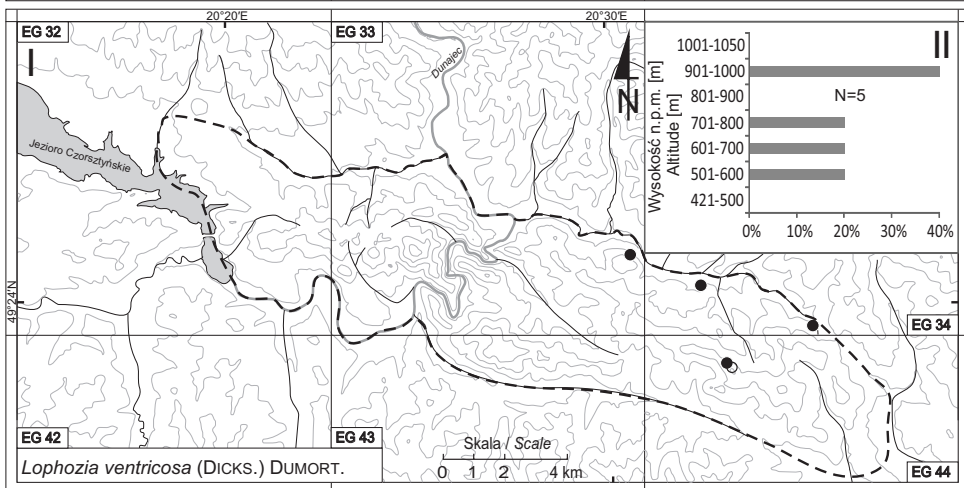 20°20'E
20°30'E
EG 32
EG 33
I
II
Dunajec
N
Jezioro Czorsztyńskie
49°24'N
Wysokość n.p.m. [m]
Altitude [m]
1001-1050
901-1000
801-900
701-800
601-700
501-600
421-500
N=5
0% 10% 20% 30% 40%
EG 34
EG 42
EG 43
EG 44
Skala / Scale
0 1 2 4 km
Lophozia ventricosa (DICKS.) DUMORT.